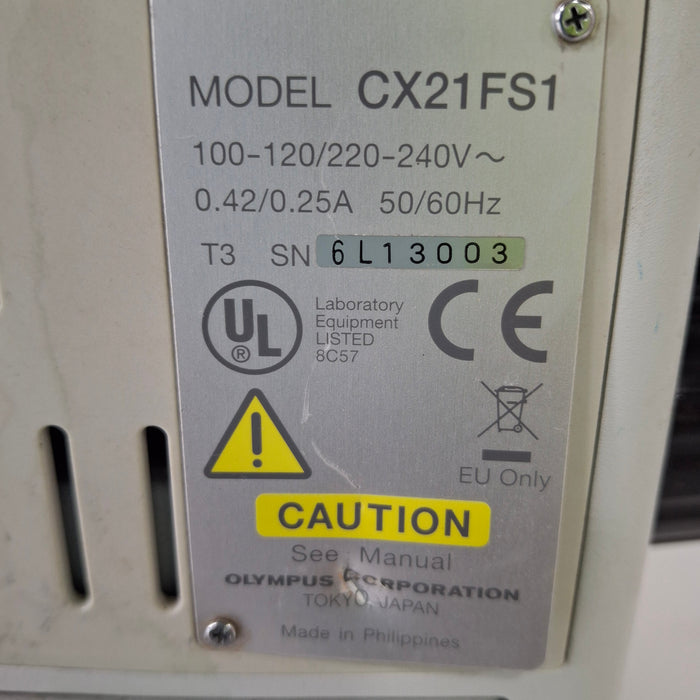 MODEL CX21FS1
100-120/220-240V～
0.42/0.25A 50/60Hz
T3 SN 6L13003
UL
®
Laboratory
Equipment
LISTED
8C57
CE
EU Only
CAUTION
See Manual
OLYMPUS CORPORATION
TOKYO, JAPAN
Made in Philippines